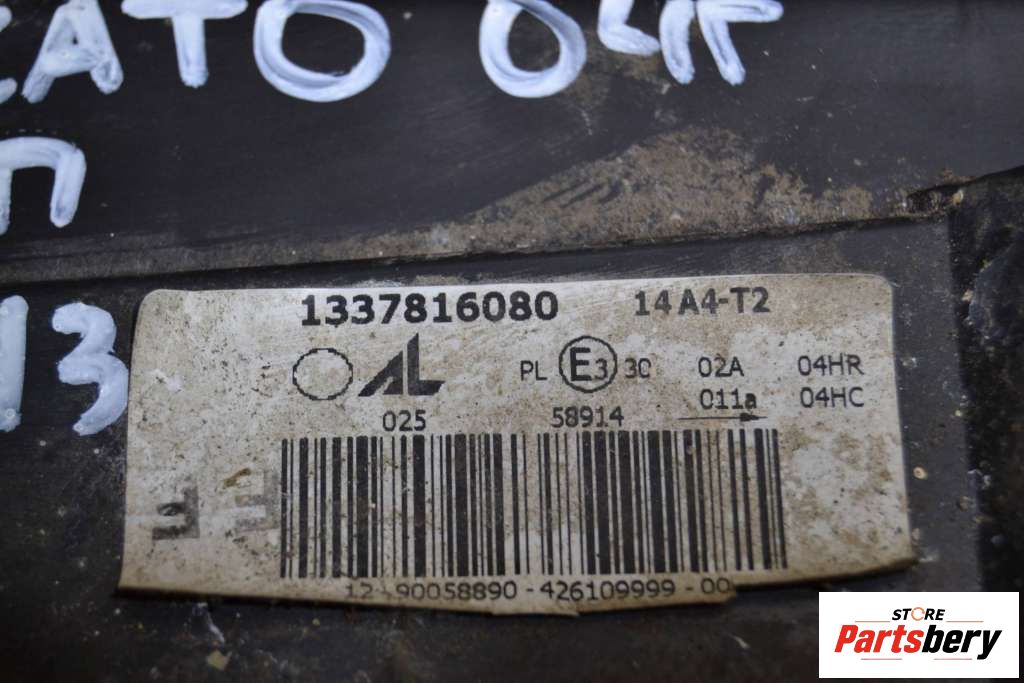 CATO 04г
П
13
1337816080 14A4-T2
AL PL E3 30 02A 04HR
025 58914 011a 04HC
90058890-426109999-00
STORE
Partsbery